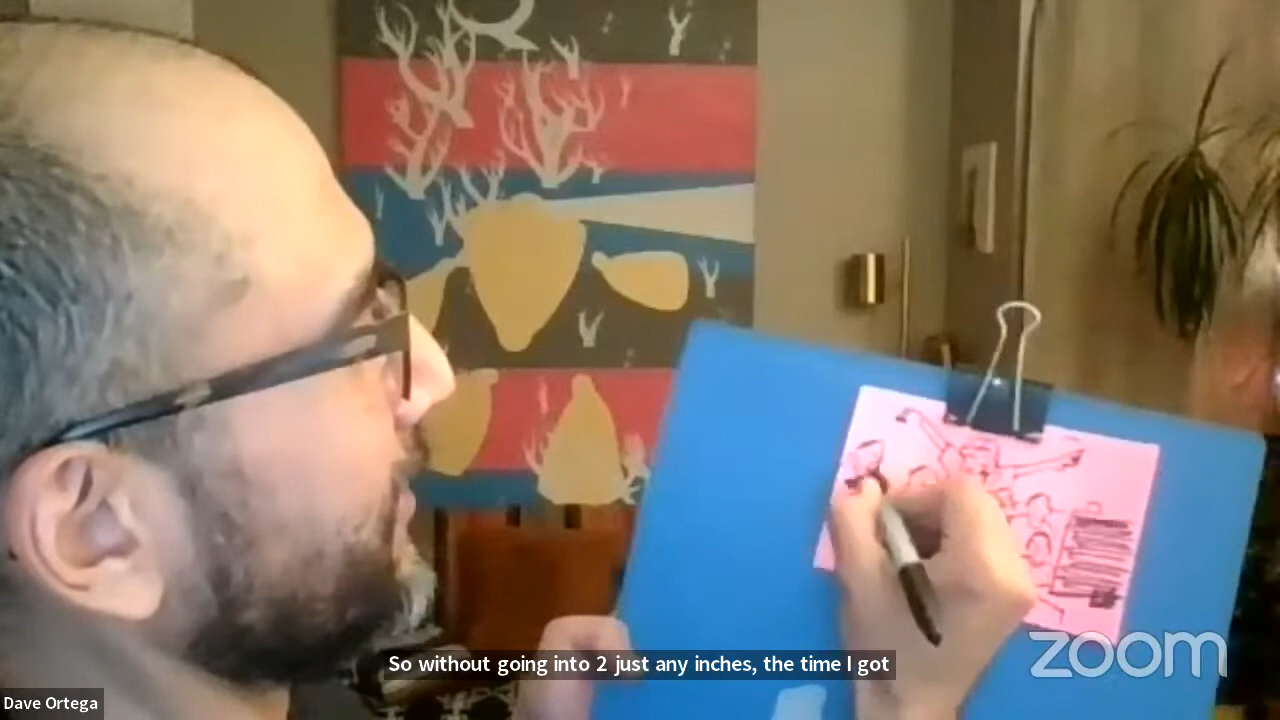 So without going into 2 just any inches, the time I got
zoom
Dave Ortega